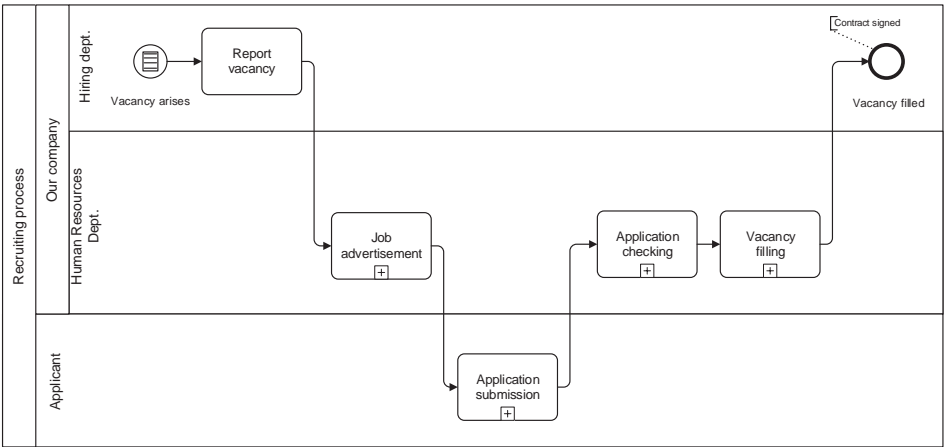 Recruiting process
Our company
Hiring dept.
Vacancy arises
Report
vacancy
Contract signed
Vacancy filled
Human Resources
Dept.
Job
advertisement
Application
checking
Vacancy
filling
Applicant
Application
submission